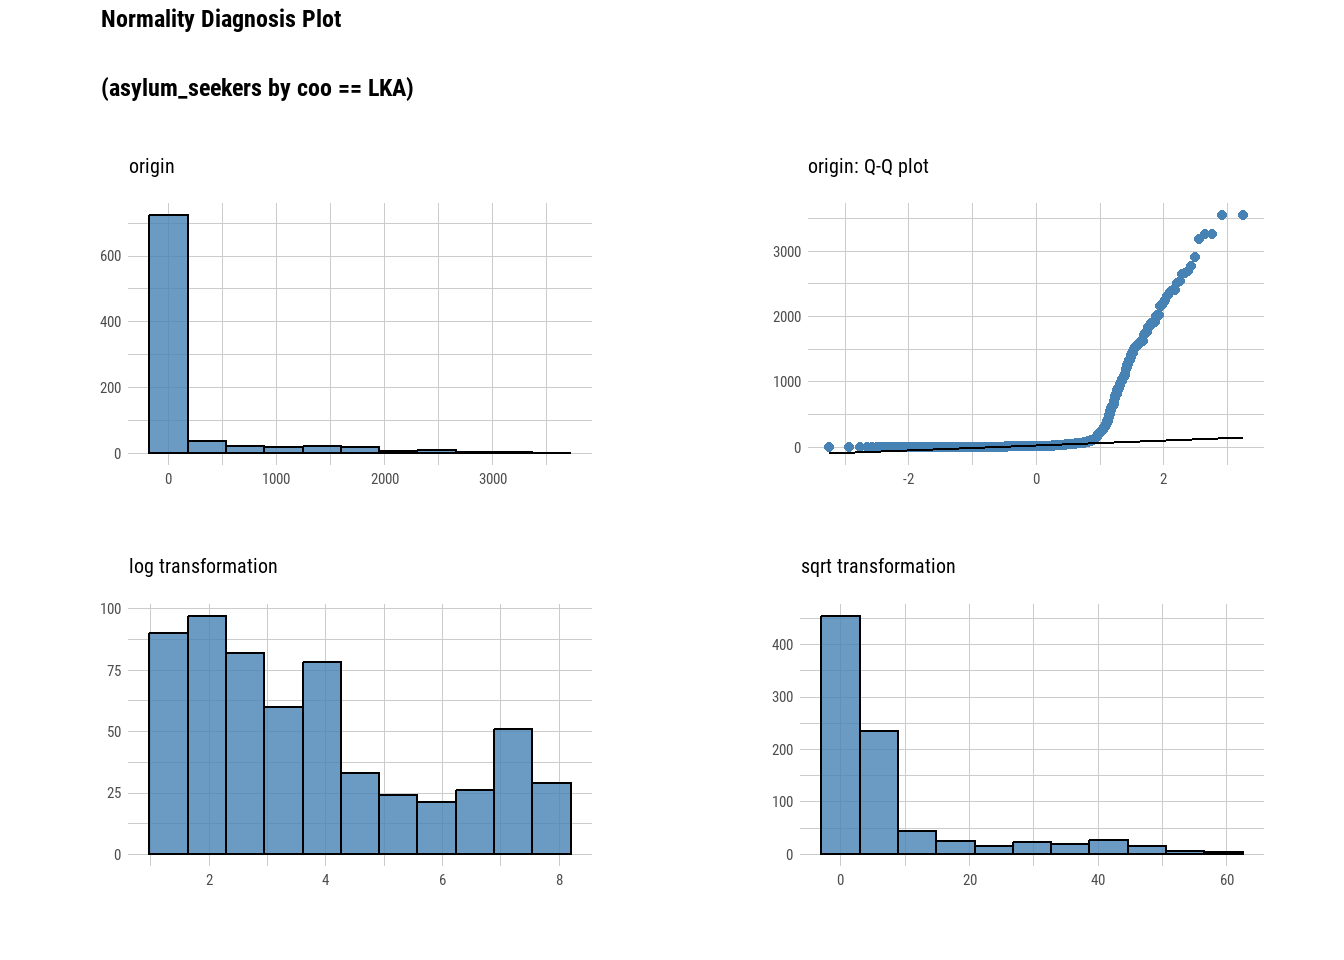 Normality Diagnosis Plot
(asylum_seekers by coo == LKA)
origin
600
400
200
0
0 1000 2000 3000
origin: Q-Q plot
3000
2000
1000
0
-2 0 2
log transformation
100
75
50
25
0
2 4 6 8
sqrt transformation
400
300
200
100
0
0 20 40 60